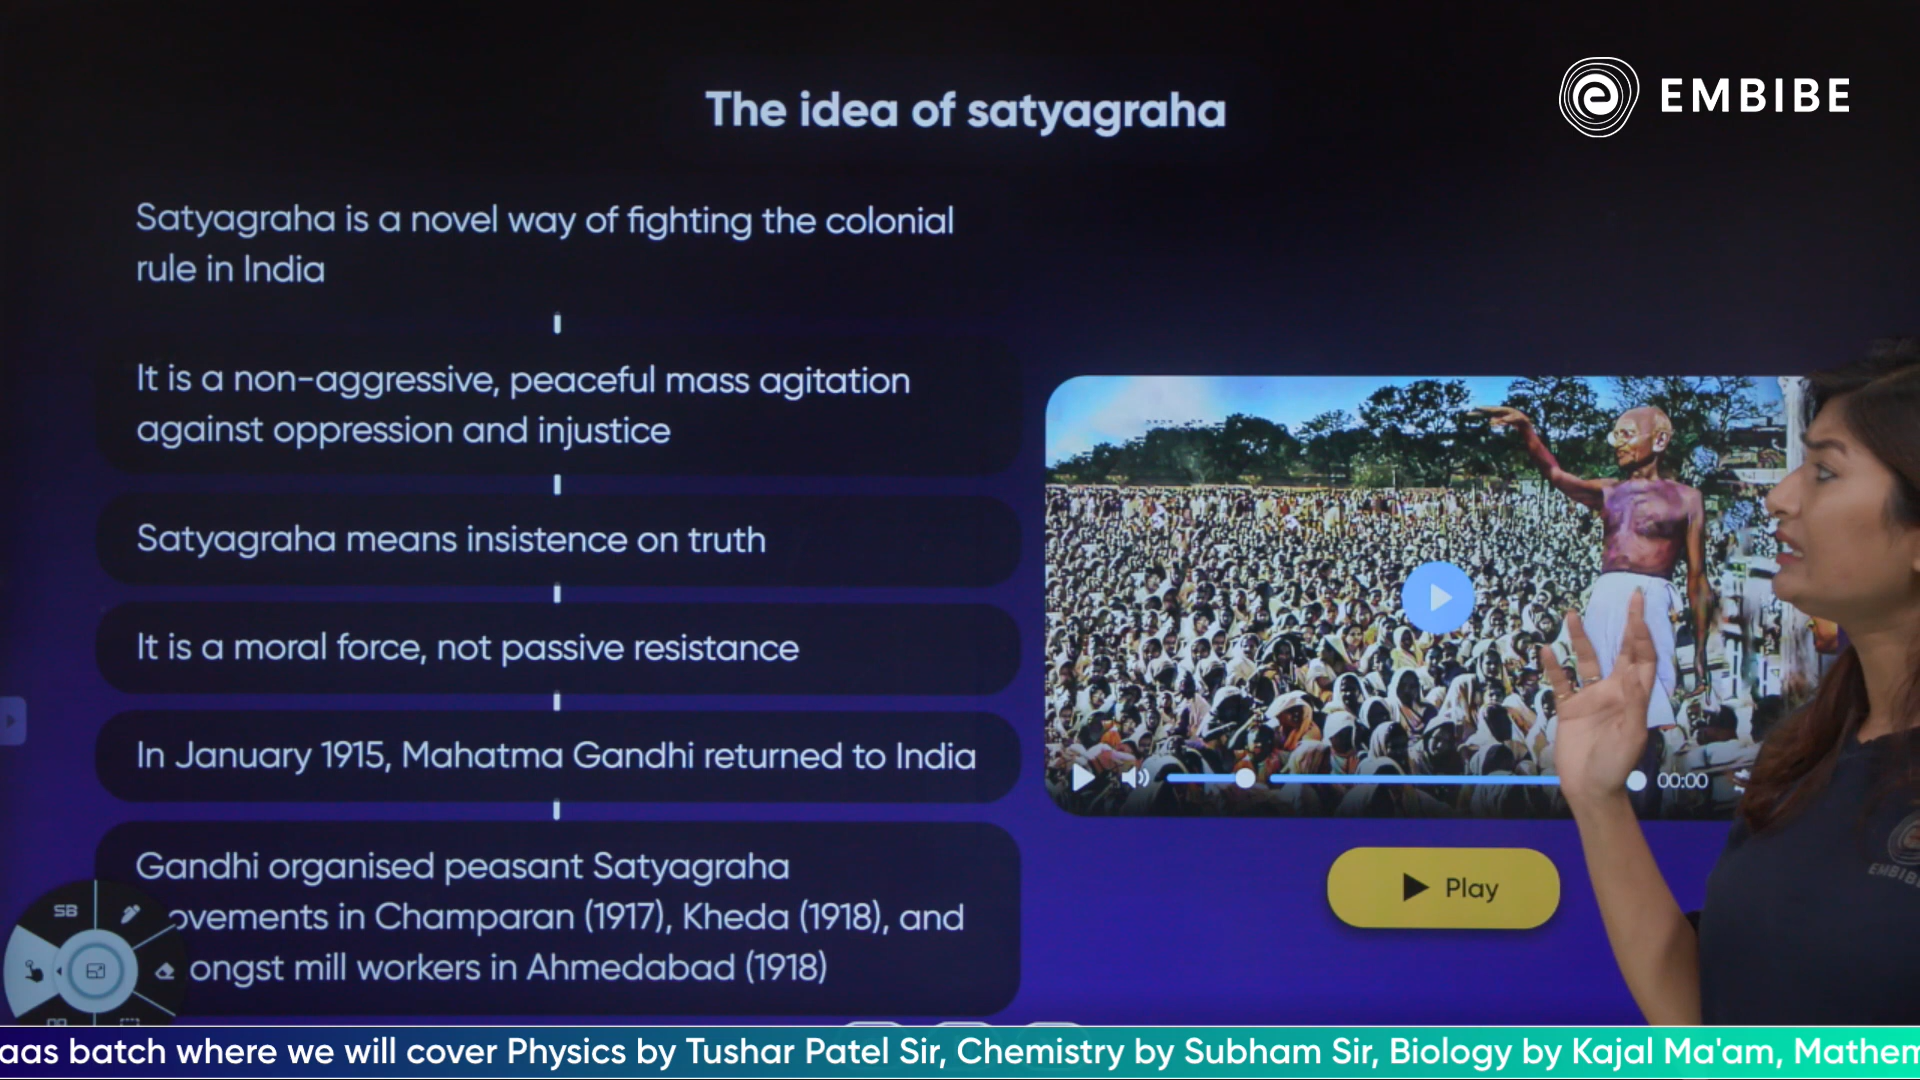 The idea of satyagraha
EMBIBE
Satyagraha is a novel way of fighting the colonial
rule in India
It is a non-aggressive, peaceful mass agitation
against oppression and injustice
Satyagraha means insistence on truth
It is a moral force, not passive resistance
In January 1915, Mahatma Gandhi returned to India
Gandhi organised peasant Satyagraha
ovements in Champaran (1917), Kheda (1918), and
ongst mill workers in Ahmedabad (1918)
00:00
Play
SB
EMBIBE
aas batch where we will cover Physics by Tushar Patel Sir, Chemistry by Subham Sir, Biology by Kajal Ma'am, Mathem